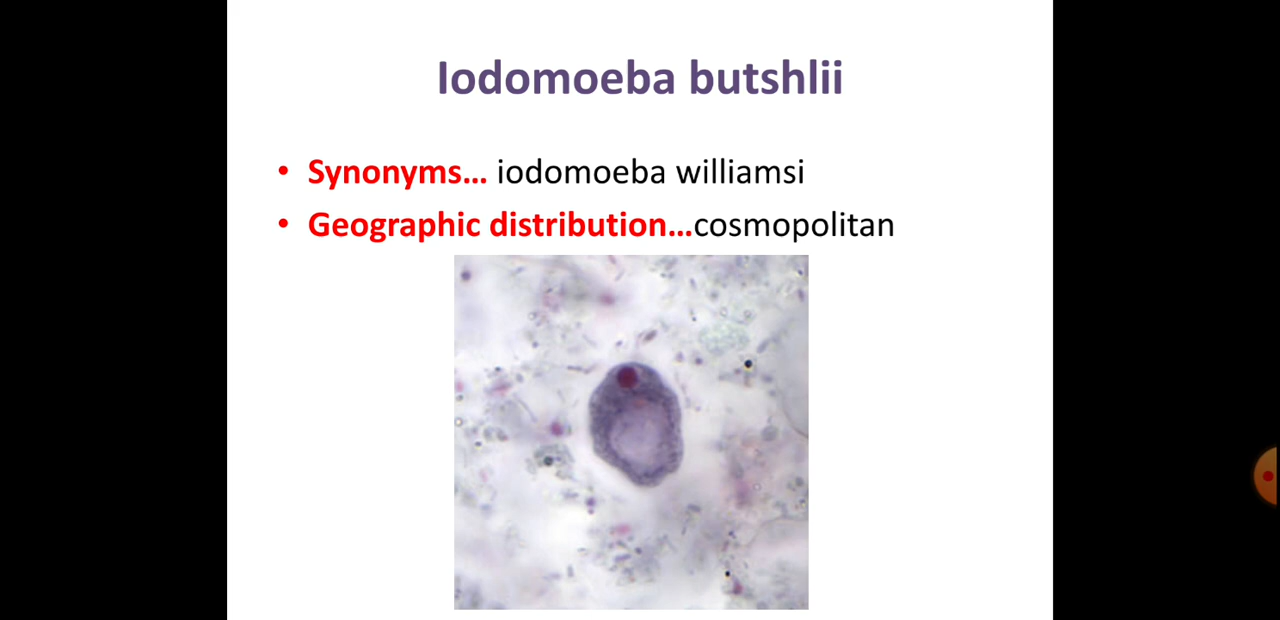 Iodomoeba butshlii
• Synonyms... iodomoeba williamsi
• Geographic distribution...cosmopolitan